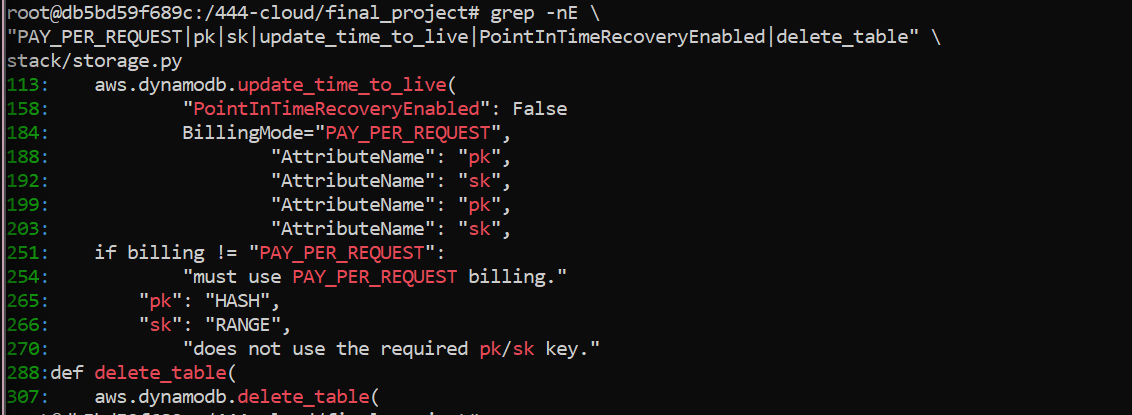 root@db5bd59f689c:/444-cloud/final_project# grep -nE \
"PAY_PER_REQUEST|pk|sk|update_time_to_live|PointInTimeRecoveryEnabled|delete_table" \
stack/storage.py
113:    aws.dynamodb.update_time_to_live(
158:            "PointInTimeRecoveryEnabled": False
184:            BillingMode="PAY_PER_REQUEST",
188:                    "AttributeName": "pk",
192:                    "AttributeName": "sk",
199:                    "AttributeName": "pk",
203:                    "AttributeName": "sk",
251:    if billing != "PAY_PER_REQUEST":
254:            "must use PAY_PER_REQUEST billing."
265:        "pk": "HASH",
266:        "sk": "RANGE",
270:            "does not use the required pk/sk key."
288:def delete_table(
307:    aws.dynamodb.delete_table(